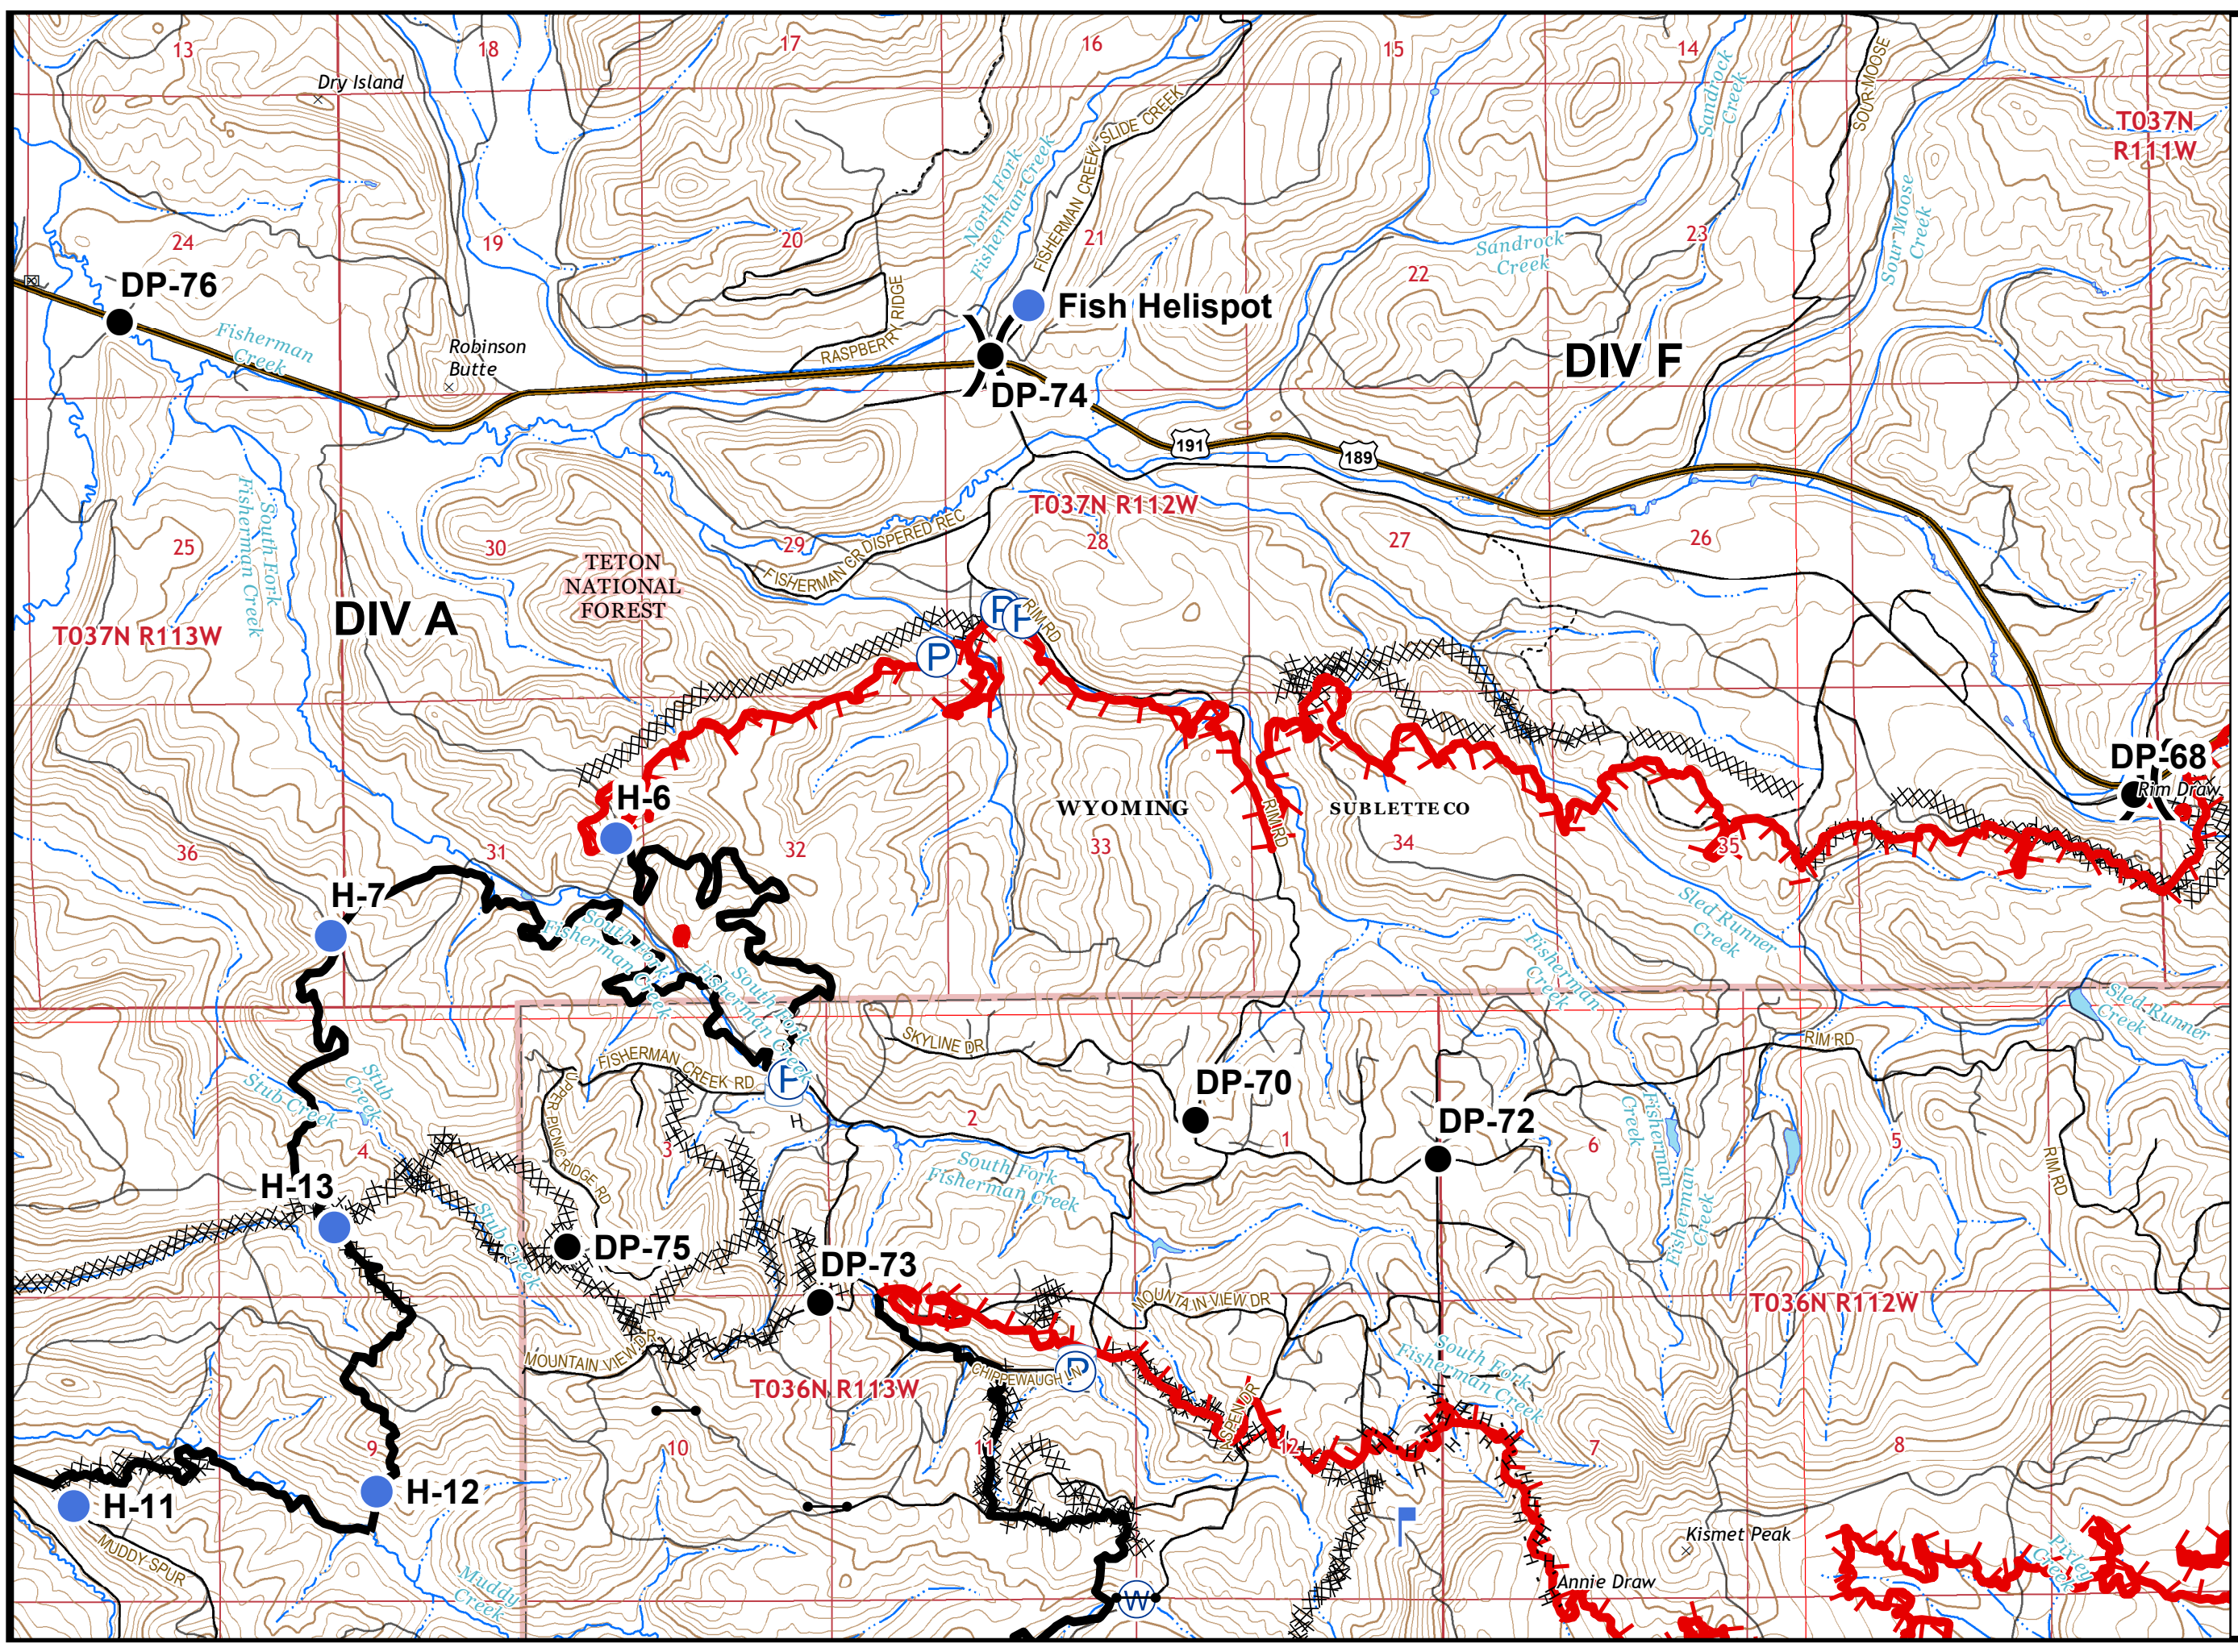 13
18
17
16
15
14
Dry Island
Sandrock
Creek
SOUR MOOSE
T037N
R111W
FISHERMAN CREEK/ SLIDE CREEK
North Fork
Fisherman Creek
24
19
20
21
22
23
Sandrock
Creek
Sour Moose
Creek
DP-76
Fish Helispot
RASPBERR RIDGE
Fisherman
Creek
Robinson
Butte
DP-74
DIV F
191
189
T037N R112W
South Fork
Fisherman Creek
25
30
29
28
27
26
TETON
NATIONAL
FOREST
FISHERMAN CR DISPERED REC
DIV A
T037N R113W
P
P
P
RIM RD
DP-68
Rim Draw
H-6
WYOMING
SUBLETTE CO
RIM RD
36
31
32
33
34
35
H-7
South Fork
Fisherman Creek
Sled Runner
Creek
Fisherman
Creek
South Fork
Fisherman Creek
Sled Runner
Creek
SKYLINE DR
RIM RD
FISHERMAN
CREEK RD
P
Stub
Creek
Stub Creek
UPPER PICNIC RIDGE RD
DP-70
DP-72
H
4
3
2
1
6
5
Fisherman
Creek
South Fork
Fisherman Creek
RIM RD
H-13
Stub Creek
DP-75
Fisherman
Creek
DP-73
MOUNTAIN VIEW DR
MOUNTAIN VIEW DR
T036N R112W
South Fork
Fisherman Creek
CHIPPEWAUGH LN
P
T036N R113W
ASPEN DR
9
10
11
12
7
8
H-12
H-11
MUDDY SPUR
Kismet Peak
Pixley
Creek
Annie Draw
Muddy
Creek
W